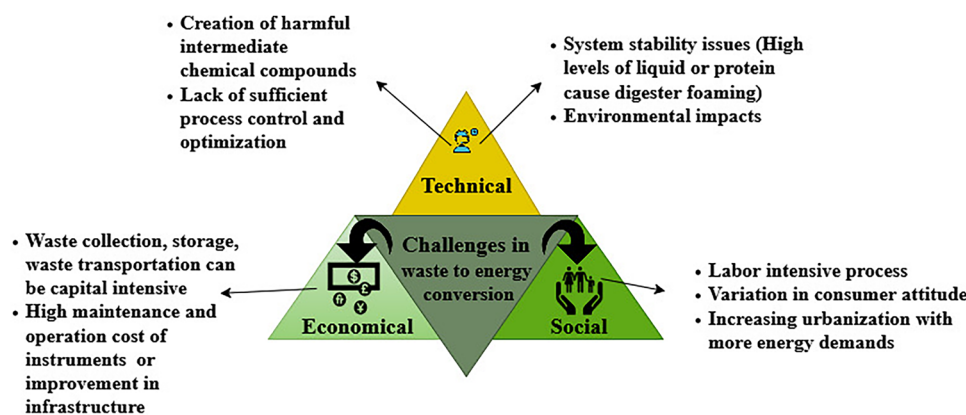 • Creation of harmful
intermediate
chemical compounds
• Lack of sufficient
process control and
optimization
• System stability issues (High
levels of liquid or protein
cause digester foaming)
• Environmental impacts
Technical
• Waste collection, storage,
waste transportation can
be capital intensive
• High maintenance and
operation cost of
instruments or
improvement in
infrastructure
Challenges in
waste to energy
conversion
$
£
¥
Economical
Social
• Labor intensive process
• Variation in consumer attitude
• Increasing urbanization with
more energy demands